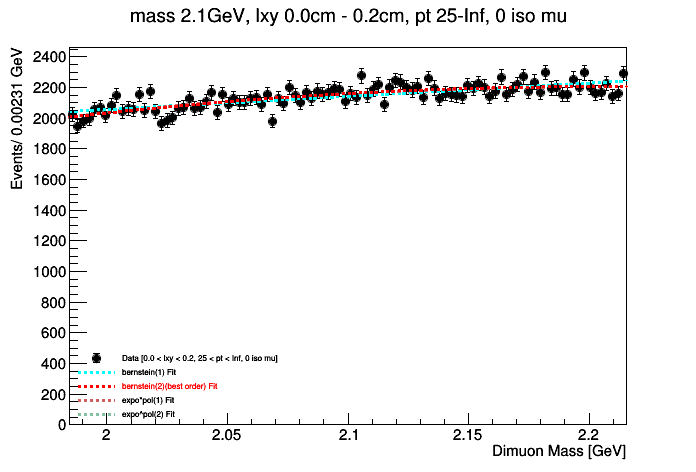 mass 2.1GeV, lxy 0.0cm - 0.2cm, pt 25-Inf, 0 iso mu
Events/ 0.00231 GeV
2400
2200
2000
1800
1600
1400
1200
1000
800
600
400
200
0
Data [0.0 < lxy < 0.2, 25 < pt < Inf, 0 iso mu]
bernstein(1) Fit
bernstein(2)(best order) Fit
expo*pol(1) Fit
expo*pol(2) Fit
2
2.05
2.1
2.15
2.2
Dimuon Mass [GeV]